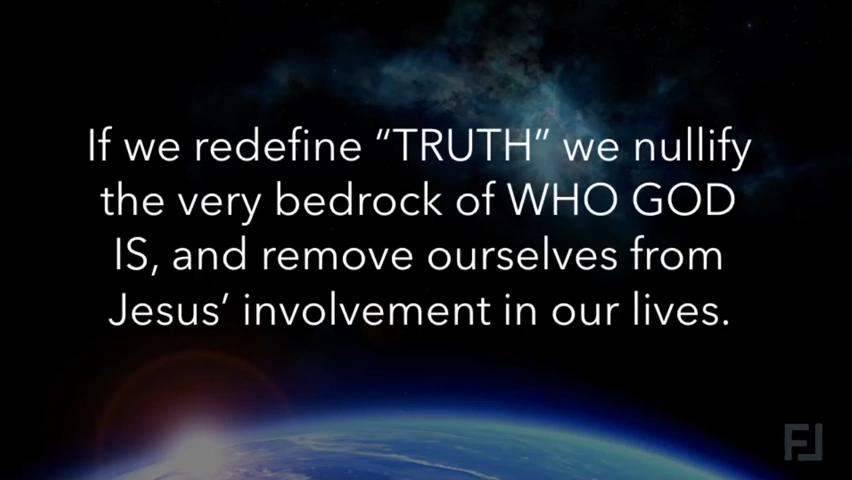 If we redefine “TRUTH” we nullify
the very bedrock of WHO GOD
IS, and remove ourselves from
Jesus’ involvement in our lives.
FL